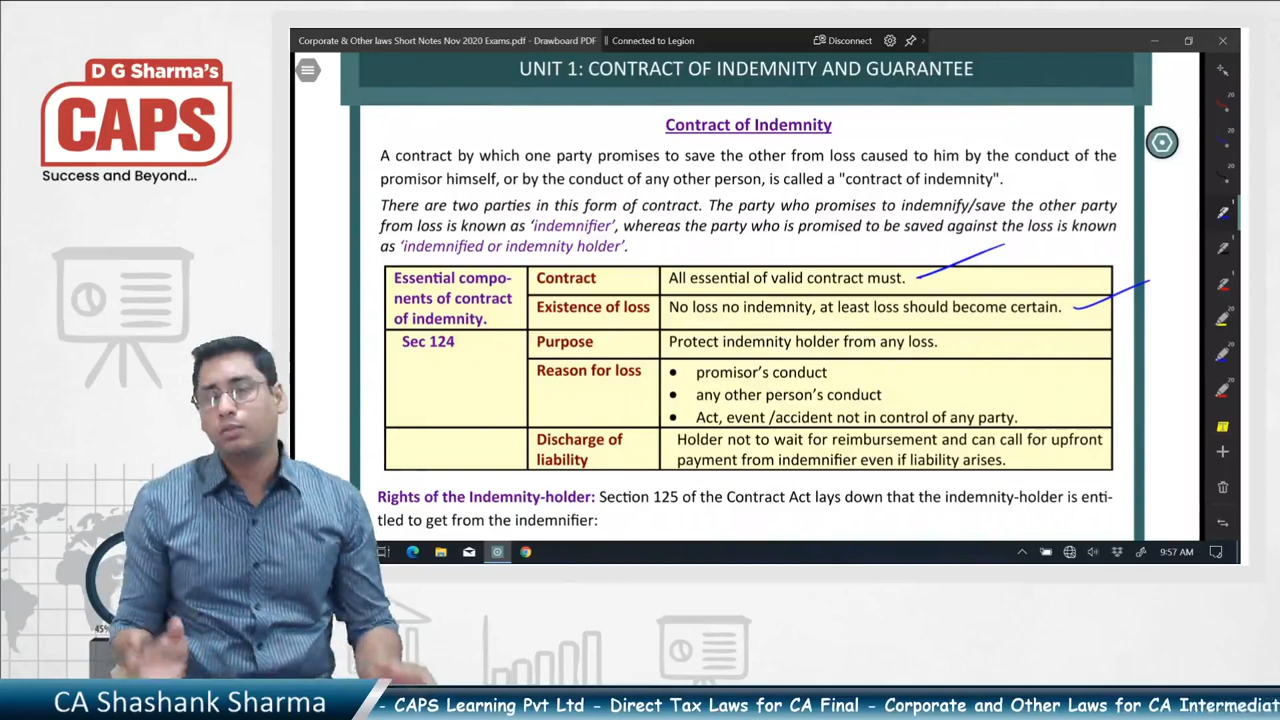 D G Sharma's
CAPS
Success and Beyond...
Corporate & Other laws Short Notes Nov 2020 Exams.pdf - Drawboard PDF
Connected to Legion
Disconnect
UNIT 1: CONTRACT OF INDEMNITY AND GUARANTEE
Contract of Indemnity
A contract by which one party promises to save the other from loss caused to him by the conduct of the
promisor himself, or by the conduct of any other person, is called a "contract of indemnity".
There are two parties in this form of contract. The party who promises to indemnify/save the other party
from loss is known as 'indemnifier', whereas the party who is promised to be saved against the loss is known
as 'indemnified or indemnity holder'.
Essential compo-
nents of contract
of indemnity.
Sec 124
Contract
All essential of valid contract must.
Existence of loss
No loss no indemnity, at least loss should become certain.
Purpose
Protect indemnity holder from any loss.
Reason for loss
• promisor's conduct
• any other person's conduct
• Act, event /accident not in control of any party.
Discharge of
liability
Holder not to wait for reimbursement and can call for upfront
payment from indemnifier even if liability arises.
Rights of the Indemnity-holder: Section 125 of the Contract Act lays down that the indemnity-holder is enti-
tled to get from the indemnifier:
9:57 AM
45%
CA Shashank Sharma
- CAPS Learning Pvt Ltd - Direct Tax Laws for CA Final - Corporate and Other Laws for CA Intermediat